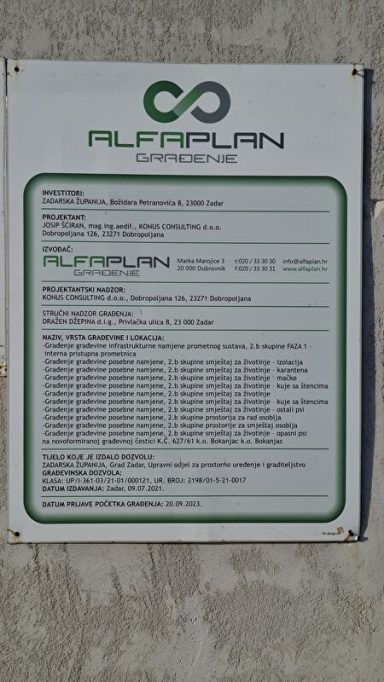 ALFAPLAN
GRAĐENJE
INVESTITORI:
ZADARSKA ŽUPANIJA, Božidara Petranovića 8, 23000 Zadar
PROJEKTANT:
JOSIP ŠĆIRAN, mag.ing.aedif., KONUS CONSULTING d.o.o.
Dobropoljana 126, 23271 Dobropoljana
IZVOĐAČ:
ALFAPLAN
GRAĐENJE
Marka Marojice 3 t:020 / 33 30 30 info@alfaplan.hr
20 000 Dubrovnik f:020 / 33 30 31 www.alfaplan.hr
PROJEKTANTSKI NADZOR:
KONUS CONSULTING d.o.o., Dobropoljana 126, 23271 Dobropoljana
STRUČNI NADZOR GRAĐENJA:
DRAŽEN DŽEPINA d.i.g., Privlačka ulica 8, 23 000 Zadar
NAZIV, VRSTA GRAĐEVINE I LOKACIJA:
-Građenje građevine infrastrukturne namjene prometnog sustava, 2.b skupine FAZA 1 -
interna pristupna prometnica
-Građenje građevine posebne namjene, 2.b skupine smještaj za životinje - izolacija
-Građenje građevine posebne namjene, 2.b skupine smještaj za životinje - karantena
-Građenje građevine posebne namjene, 2.b skupine smještaj za životinje - mačke
-Građenje građevine posebne namjene, 2.b skupine smještaj za životinje - kuje sa štencima
-Građenje građevine posebne namjene, 2.b skupine smještaj za životinje
-Građenje građevine posebne namjene, 2.b skupine smještaj za životinje - kuje sa štencima
-Građenje građevine posebne namjene, 2.b skupine smještaj za životinje - ostali psi
-Građenje građevine posebne namjene, 2.b skupine prostorija za rad osoblja
-Građenje građevine posebne namjene, 2.b skupine prostorije za smještaj osoblja
-Građenje građevine posebne namjene, 2.b skupine smještaj za životinje - opasni psi
na novoformiranoj građevnoj čestici K.Č. 627/61 k.o. Bokanjac k.o. Bokanjac
TIJELO KOJE JE IZDALO DOZVOLU:
ZADARSKA ŽUPANIJA, Grad Zadar, Upravni odjel za prostorno uređenje i graditeljstvo
GRAĐEVINSKA DOZVOLA:
KLASA: UP/I-361-03/21-01/000121, UR. BROJ: 2198/01-5-21-0017
DATUM IZDAVANJA: Zadar, 09.07.2021.
DATUM PRIJAVE POČETKA GRAĐENJA: 20.09.2023.